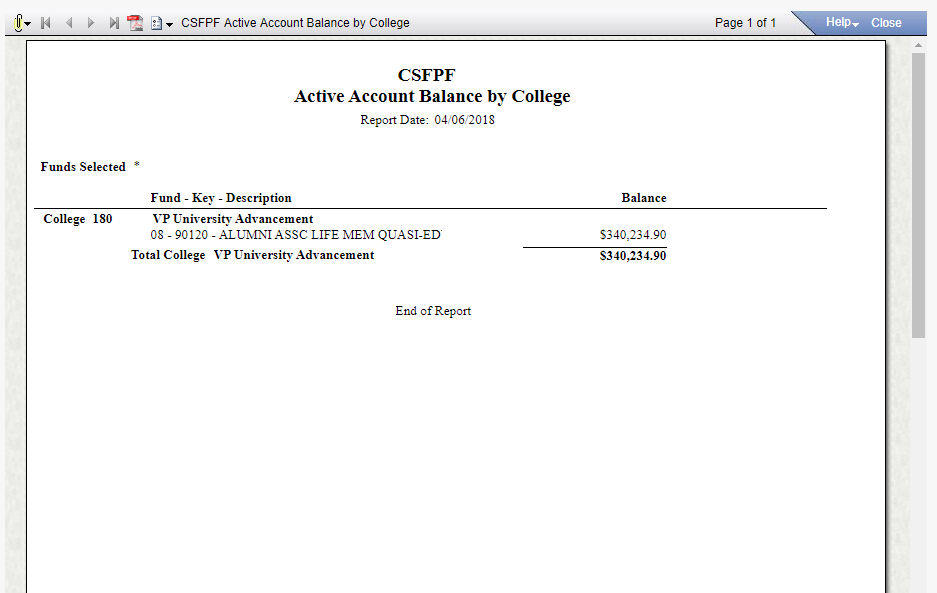 CSFPF Active Account Balance by College Page 1 of 1 Help Close
CSFPF
Active Account Balance by College
Report Date: 04/06/2018
Funds Selected *
Fund - Key - Description Balance
College 180 VP University Advancement
08 - 90120 - ALUMNI ASSC LIFE MEM QUASI-ED $340,234.90
Total College VP University Advancement $340,234.90
End of Report